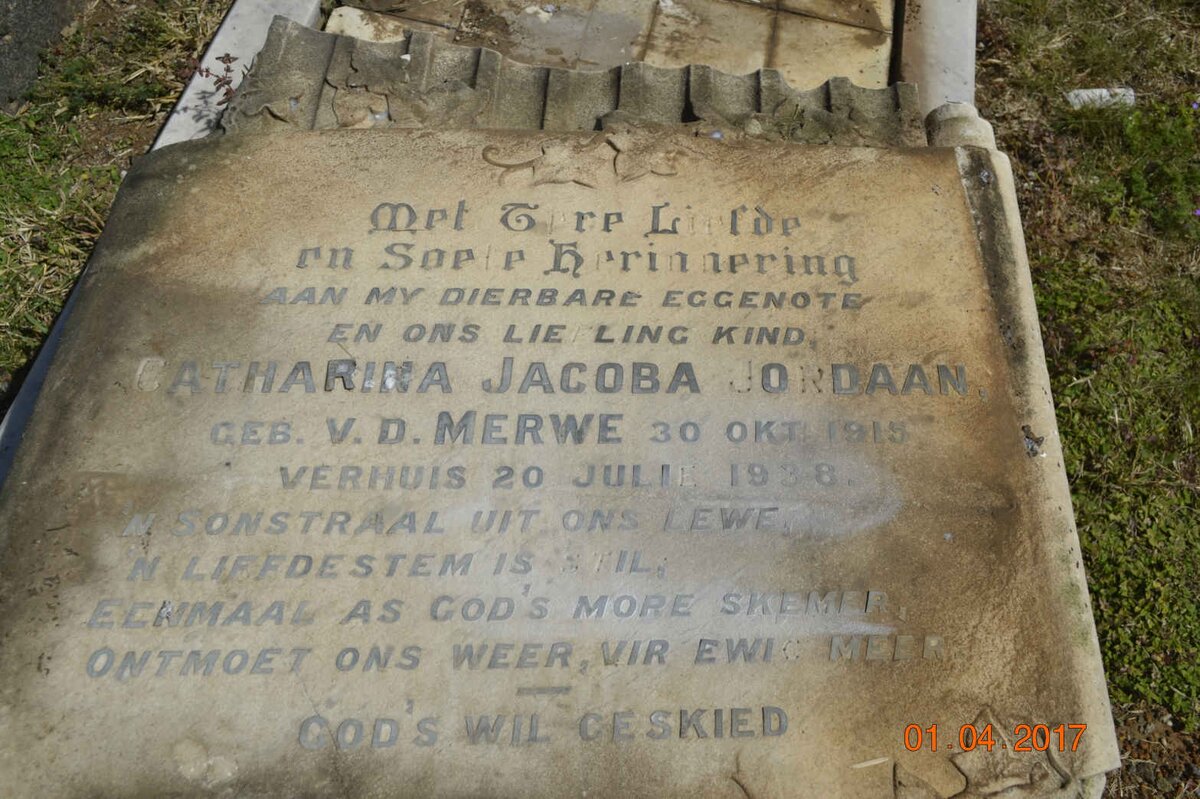 Met Tere Liefde
en Soete Herinnering
AAN MY DIERBARE EGGENOTE
EN ONS LIEFLING KIND,
CATHARINA JACOBA JORDAAN,
GEB. V. D. MERWE 30 OKT. 1915
VERHUIS 20 JULIE 1938.
'N SONSTRAAL UIT ONS LEWE,
'N LIFFDESTEM IS STIL,
EENMAAL AS GOD'S MORE SKEMER,
ONTMOET ONS WEER, VIR EWIG MEER
GOD'S WIL GESKIED
01.04.2017